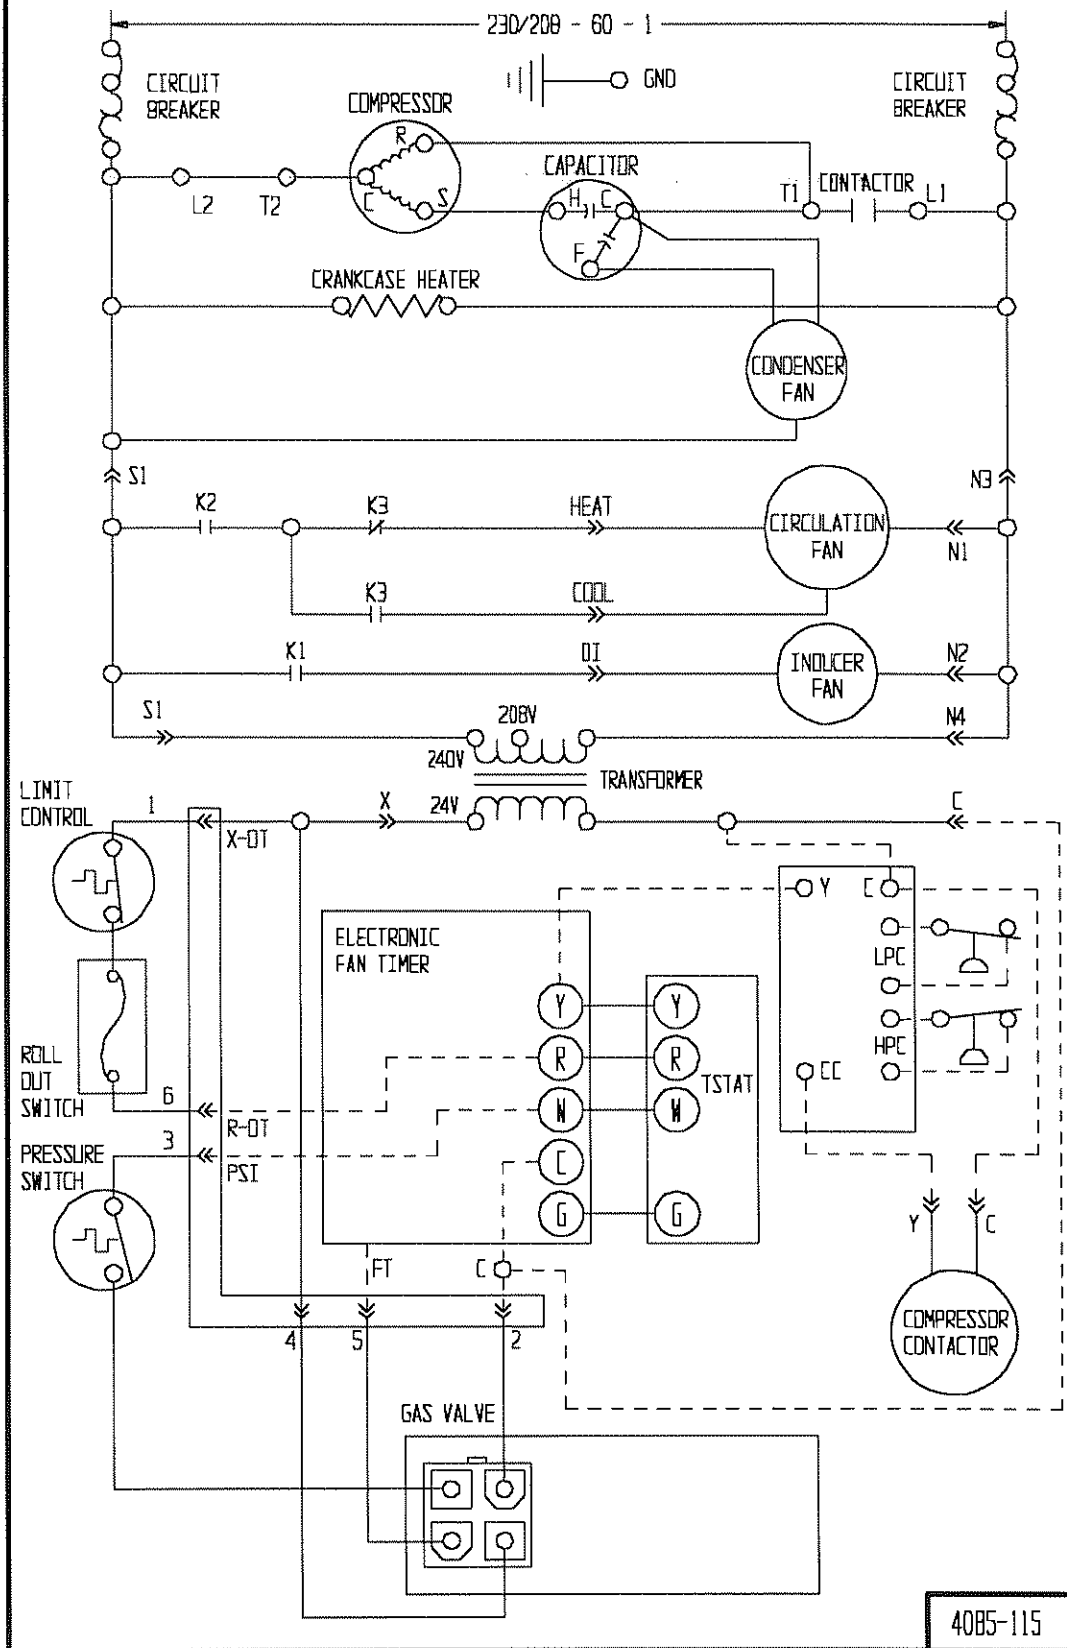 230/208 - 60 - 1
CIRCUIT
BREAKER
GND
CIRCUIT
BREAKER
COMPRESSOR
R
C
S
L2
T2
CAPACITOR
H
C
F
T1
CONTACTOR
L1
CRANKCASE HEATER
CONDENSER
FAN
S1
N3
K2
K3
HEAT
CIRCULATION
FAN
N1
K3
COOL
K1
OI
INDUCER
FAN
N2
S1
208V
N4
240V
TRANSFORMER
LIMIT
CONTROL
1
X-OT
X
24V
C
Y
C
ELECTRONIC
FAN TIMER
LPC
HPC
CC
Y
R
W
C
G
Y
R
W
G
TSTAT
ROLL
OUT
SWITCH
6
R-OT
PRESSURE
SWITCH
3
PSI
Y
C
FT
C
4
5
2
COMPRESSOR
CONTACTOR
GAS VALVE
40B5-115